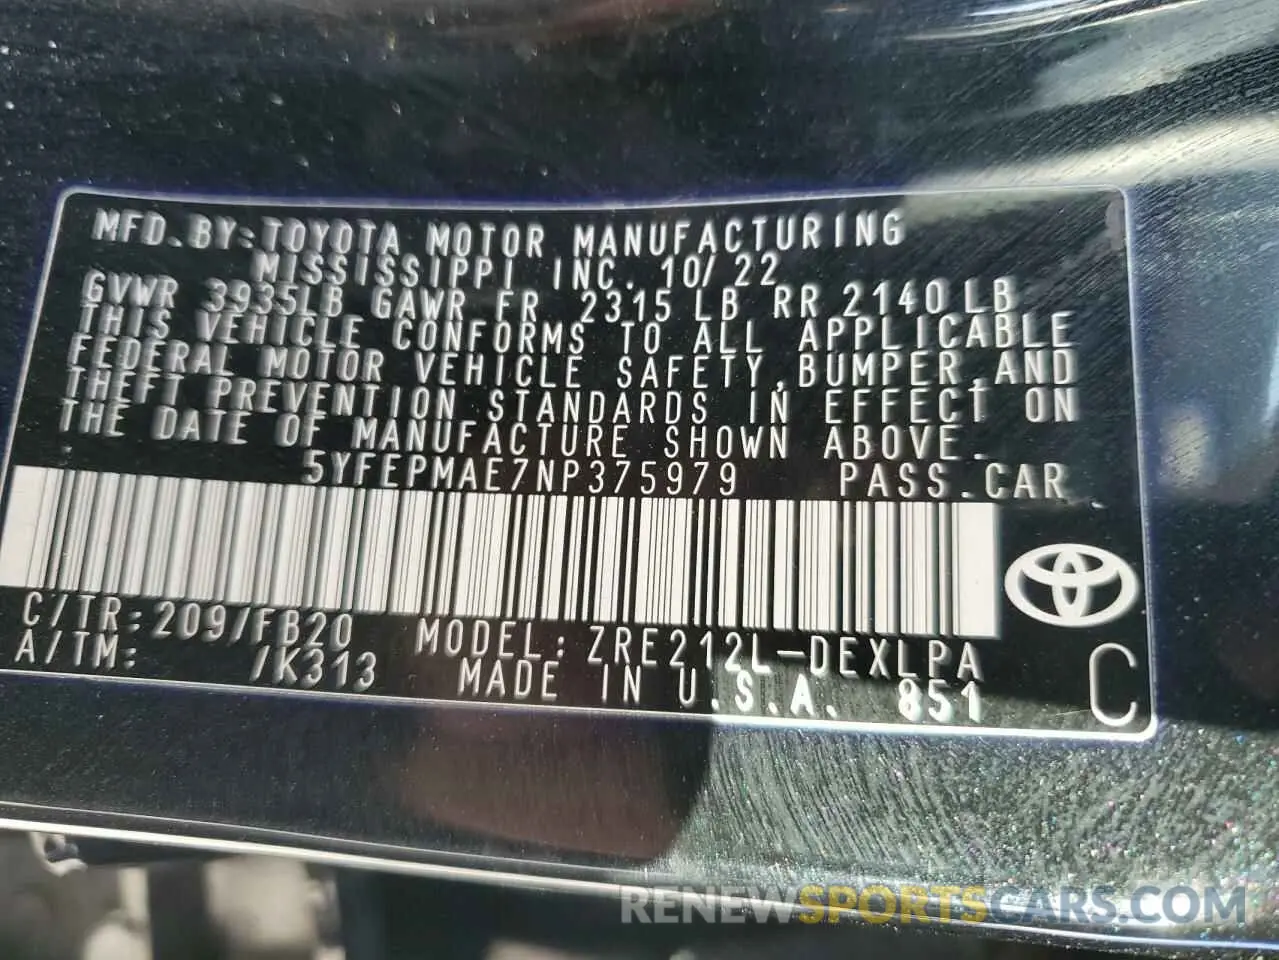 MFD.BY:TOYOTA MOTOR MANUFACTURING
MISSISSIPPI INC. 10/22
GVWR 3935LB GAWR FR 2315 LB RR 2140 LB
THIS VEHICLE CONFORMS TO ALL APPLICABLE
FEDERAL MOTOR VEHICLE SAFETY,BUMPER,AND
THEFT PREVENTION STANDARDS IN EFFECT ON
THE DATE OF MANUFACTURE SHOWN ABOVE.
5YFEPMAE7NP375979 PASS.CAR
C/TR:209/FB20 MODEL:ZRE212L-DEXLPA
A/TM: /K313 MADE IN U.S.A. 851 C
RENEWSPORTSCARS.COM